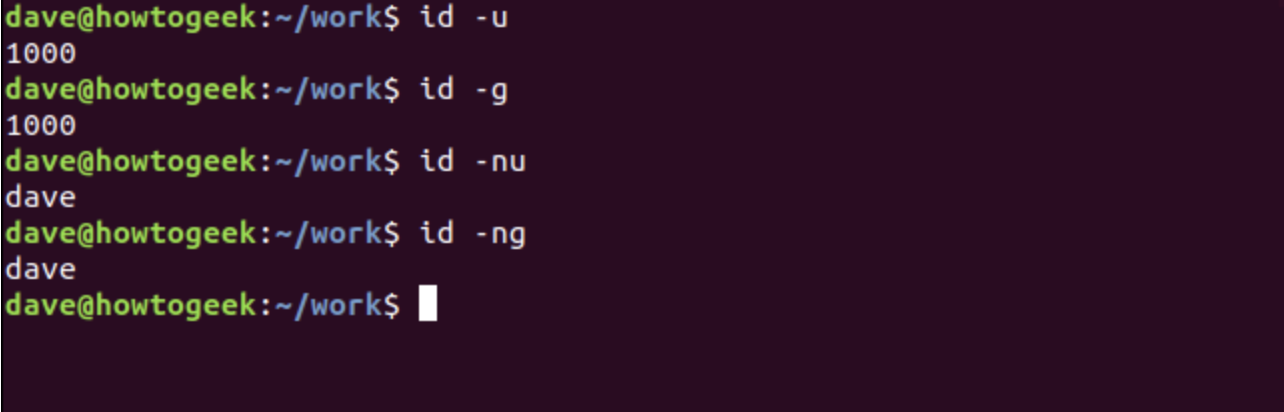 dave@howtogeek:~/work$ id -u
1000
dave@howtogeek:~/work$ id -g
1000
dave@howtogeek:~/work$ id -nu
dave
dave@howtogeek:~/work$ id -ng
dave
dave@howtogeek:~/work$